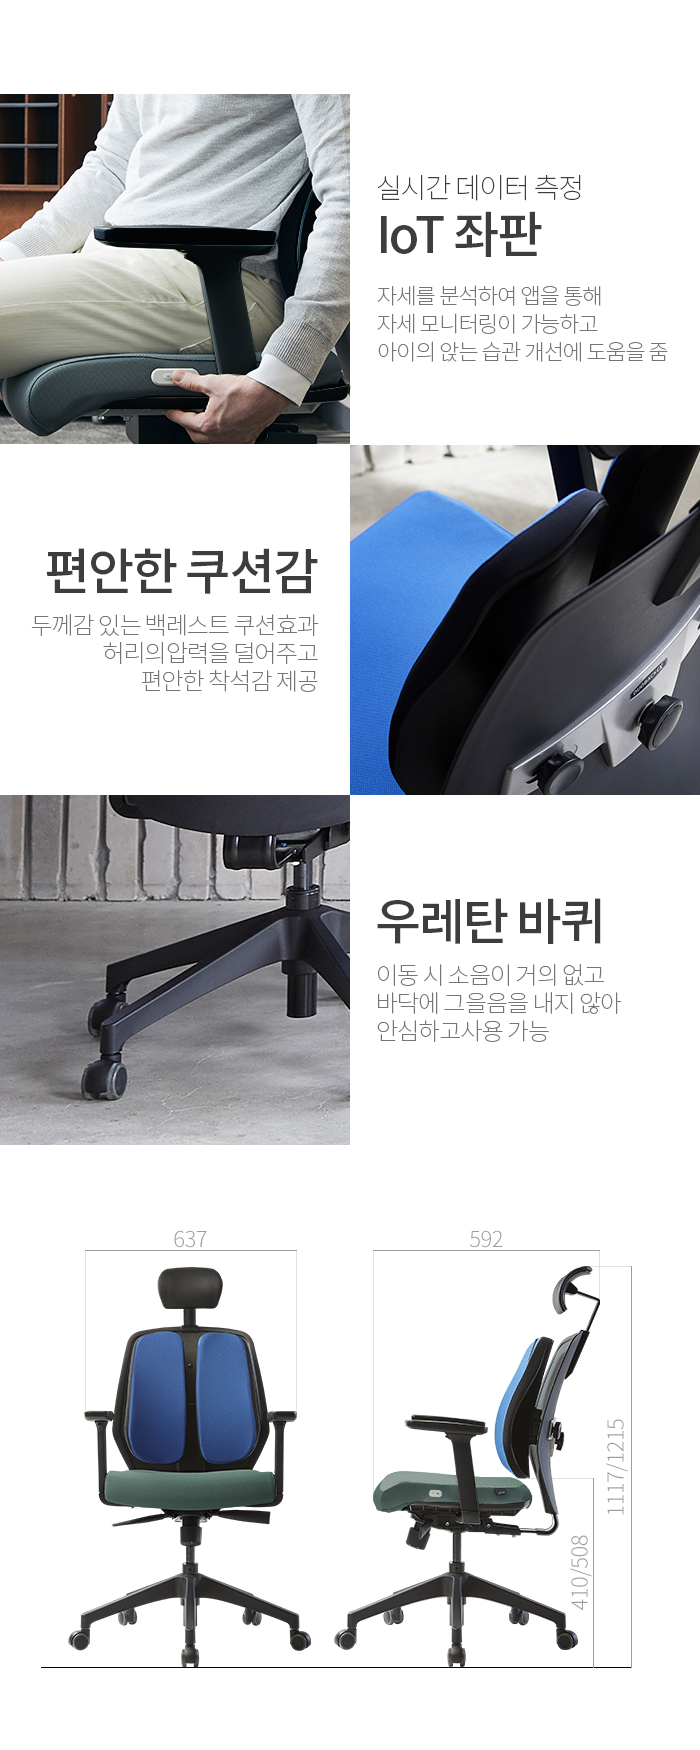 실시간 데이터 측정
IoT 좌판
자세를 분석하여 앱을 통해
자세 모니터링이 가능하고
아이의 앉는 습관 개선에 도움을 줌
편안한 쿠션감
두께감 있는 백레스트 쿠션효과
허리의압력을 덜어주고
편안한 착석감 제공
우레탄 바퀴
이동 시 소음이 거의 없고
바닥에 그을음을 내지 않아
안심하고사용 가능
637
592
1117/1215
410/508